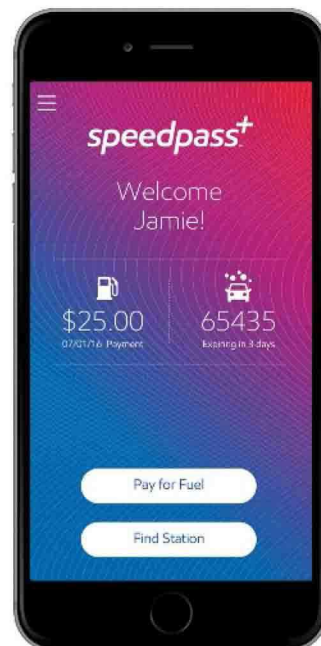 speedpass+
Welcome
Jamie!
$25.00
65435
07/01/16 Payment
Expiring in 3 days
Pay for Fuel
Find Station